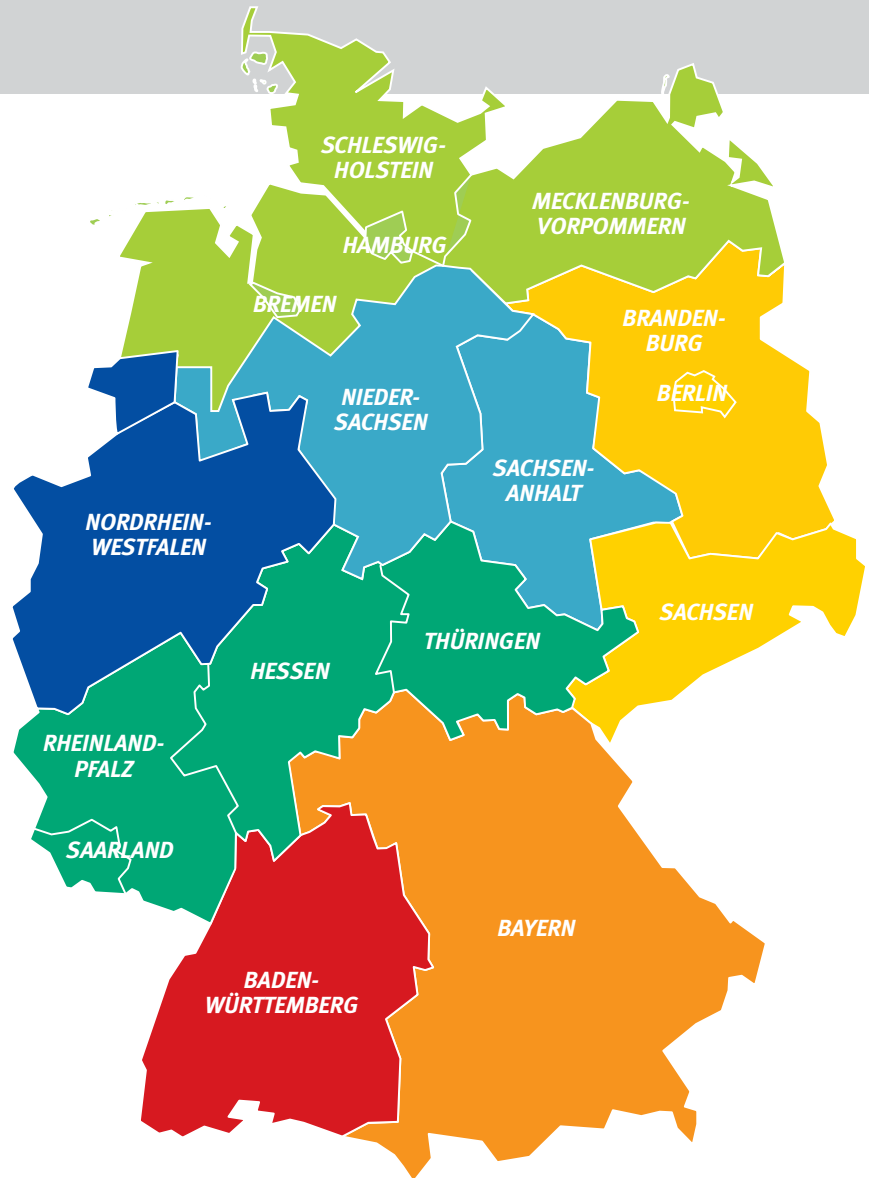 SCHLESWIG-
HOLSTEIN
MECKLENBURG-
VORPOMMERN
HAMBURG
BREMEN
BRANDEN-
BURG
BERLIN
NIEDER-
SACHSEN
SACHSEN-
ANHALT
NORDRHEIN-
WESTFALEN
SACHSEN
THÜRINGEN
HESSEN
RHEINLAND-
PFALZ
SAARLAND
BAYERN
BADEN-
WÜRTTEMBERG